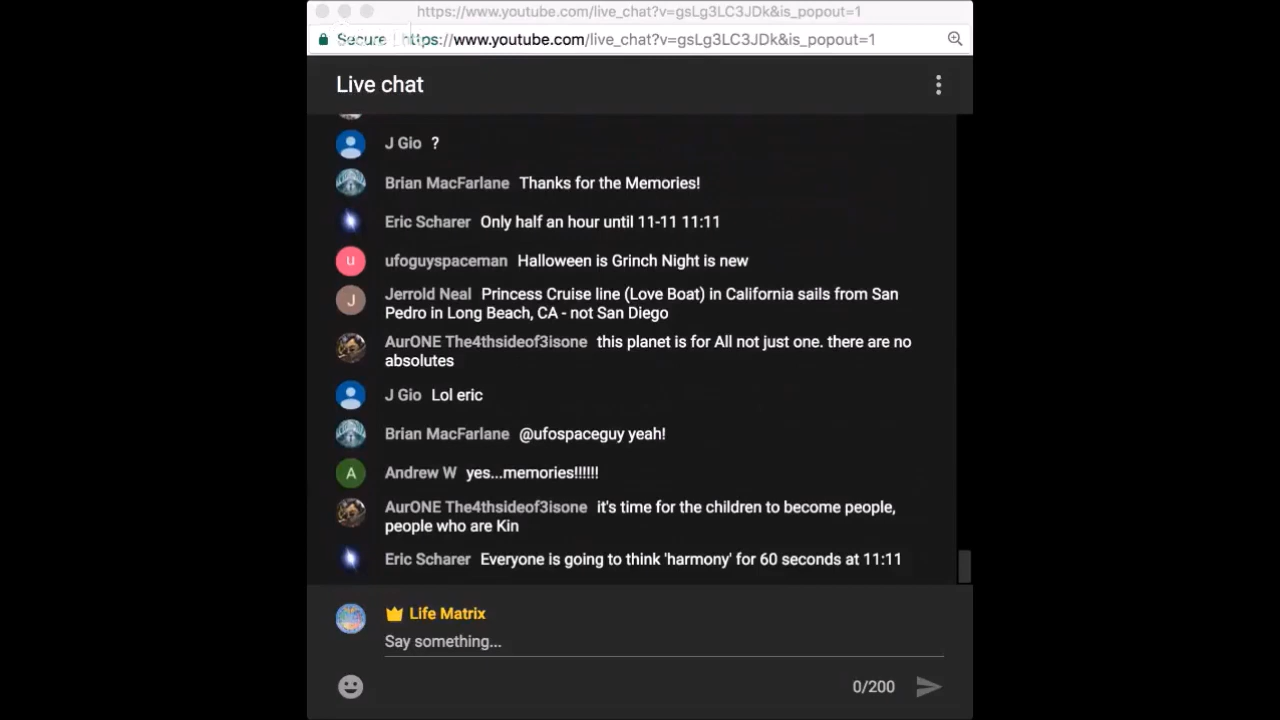 https://www.youtube.com/live_chat?v=gsLg3LC3JDk&is_popout=1
Secure https://www.youtube.com/live_chat?v=gsLg3LC3JDk&is_popout=1
Live chat
J Gio ?
Brian MacFarlane Thanks for the Memories!
Eric Scharer Only half an hour until 11-11 11:11
u ufoguyspaceman Halloween is Grinch Night is new
J Jerrold Neal Princess Cruise line (Love Boat) in California sails from San
Pedro in Long Beach, CA - not San Diego
AurONE The4thsideof3isone this planet is for All not just one. there are no
absolutes
J Gio Lol eric
Brian MacFarlane @ufospaceguy yeah!
A Andrew W yes...memories!!!!!!
AurONE The4thsideof3isone it's time for the children to become people,
people who are Kin
Eric Scharer Everyone is going to think 'harmony' for 60 seconds at 11:11
Life Matrix
Say something...
0/200